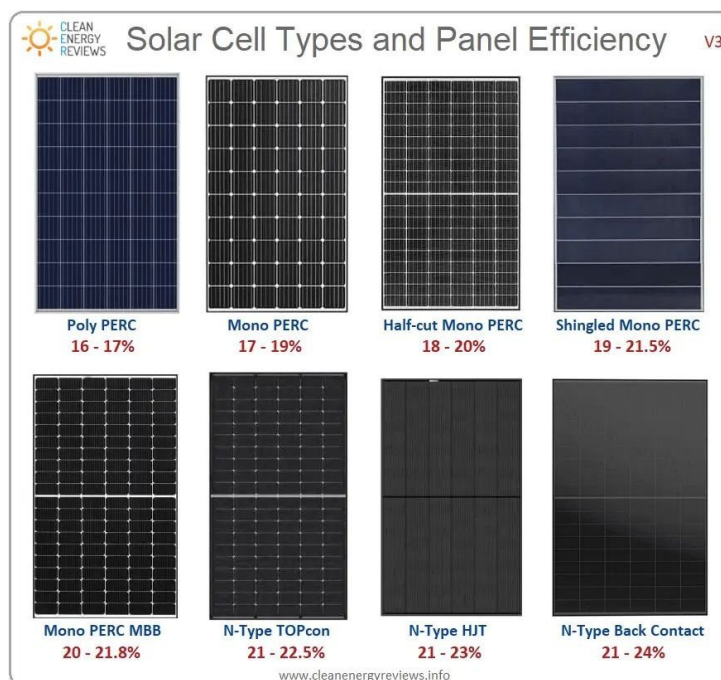 CLEAN
ENERGY
REVIEWS
Solar Cell Types and Panel Efficiency
V3
Poly PERC
16 - 17%
Mono PERC
17 - 19%
Half-cut Mono PERC
18 - 20%
Shingled Mono PERC
19 - 21.5%
Mono PERC MBB
20 - 21.8%
N-Type TOPcon
21 - 22.5%
N-Type HJT
21 - 23%
N-Type Back Contact
21 - 24%
www.cleanenergyreviews.info